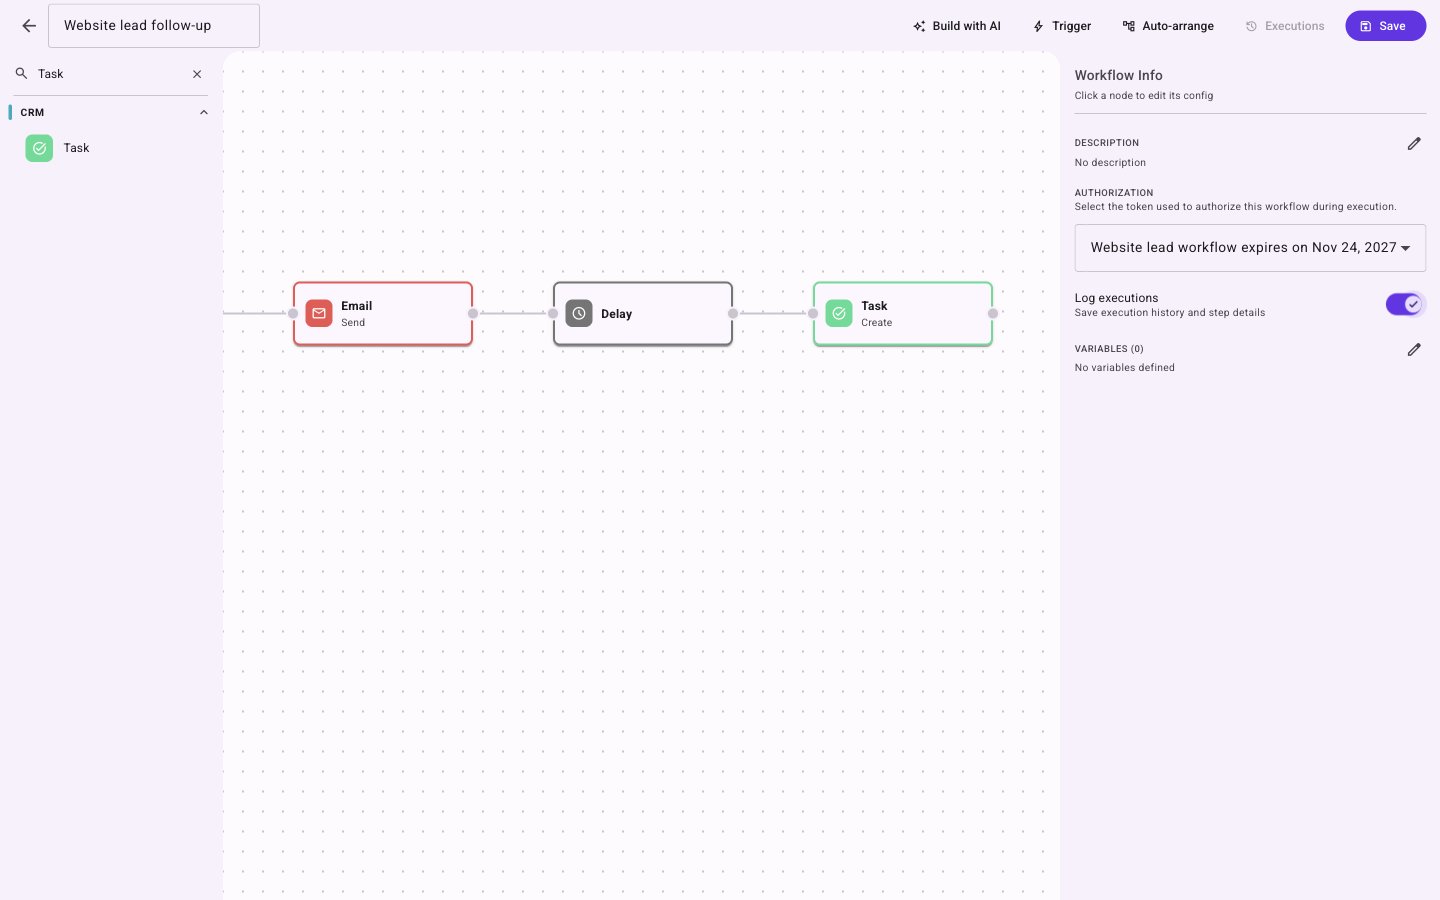 Website lead follow-up
Build with AI
Trigger
Auto-arrange
Executions
Save
Task
CRM
Task
Email
Send
Delay
Task
Create
Workflow Info
Click a node to edit its config
DESCRIPTION
No description
AUTHORIZATION
Select the token used to authorize this workflow during execution.
Website lead workflow expires on Nov 24, 2027
Log executions
Save execution history and step details
VARIABLES (0)
No variables defined